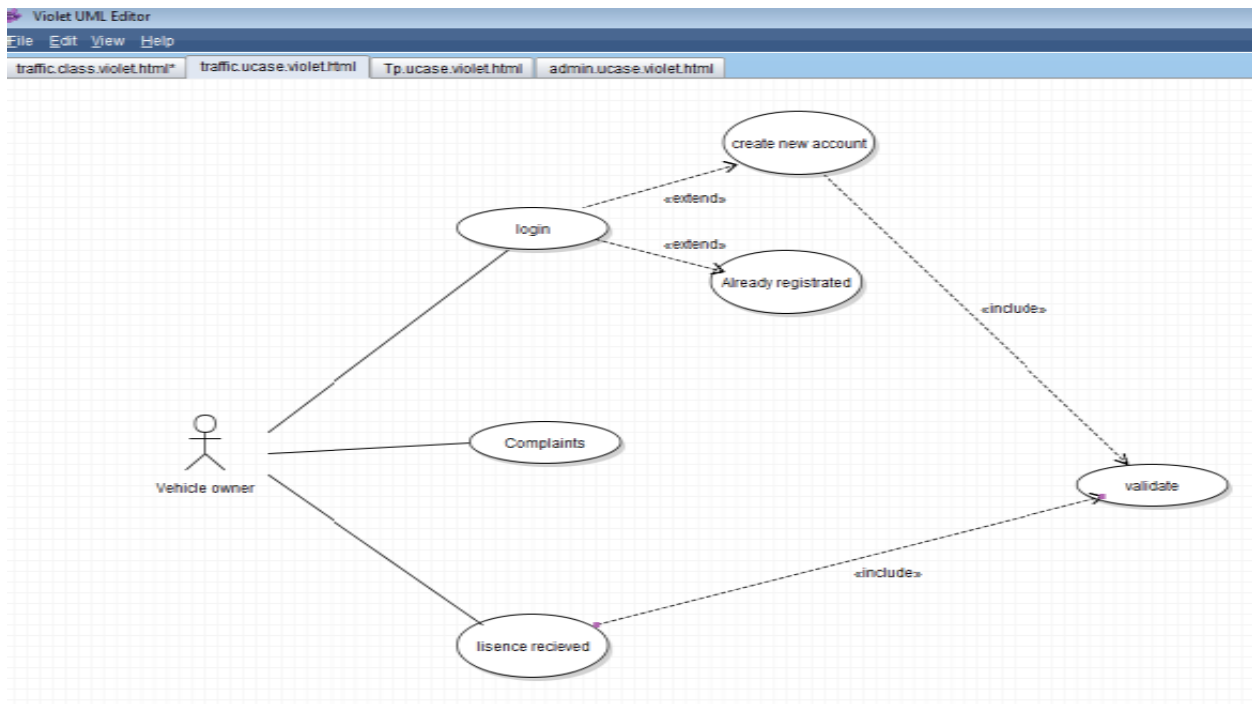 Violet UML Editor
File Edit View Help
traffic.class.violet.html* traffic.ucase.violet.html Tp.ucase.violet.html admin.ucase.violet.html
create new account
«extend»
login
«extend»
Already registrated
«include»
Complaints
Vehicle owner
validate
«include»
lisence recieved